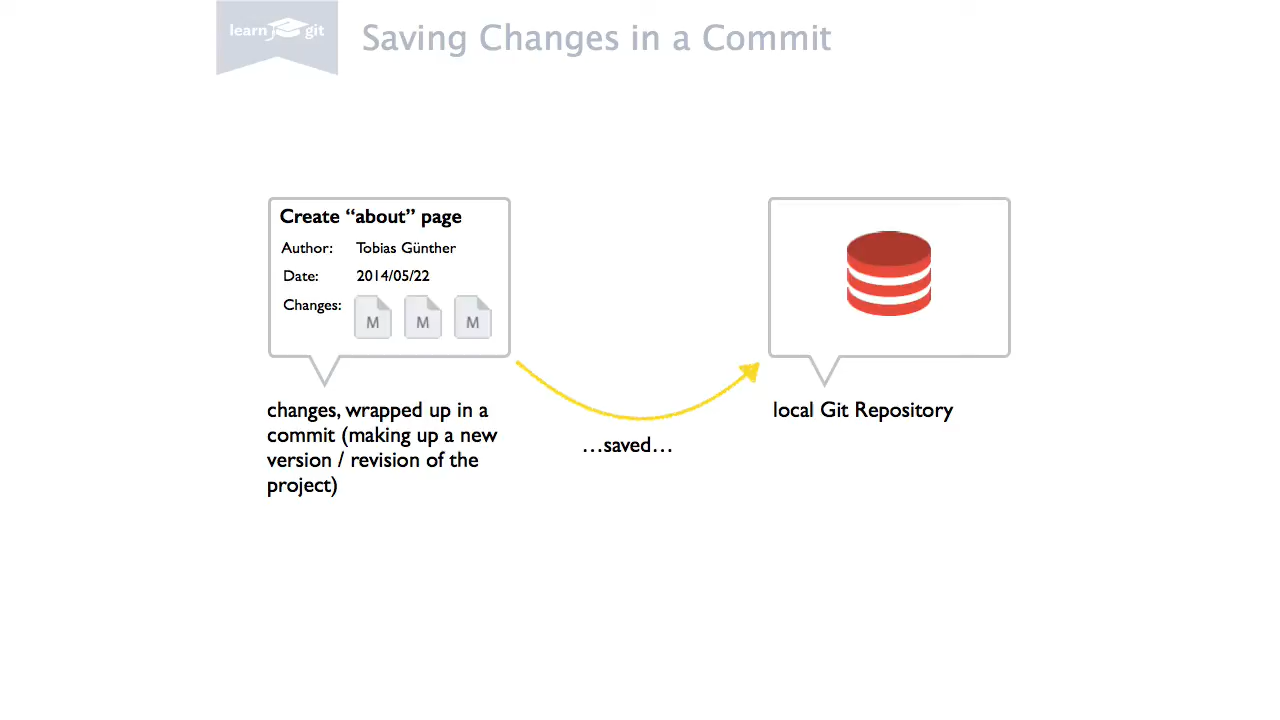 learn git
Saving Changes in a Commit
Create “about” page
Author: Tobias Günther
Date: 2014/05/22
Changes:
M M M
changes, wrapped up in a
commit (making up a new
version / revision of the
project)
…saved…
local Git Repository